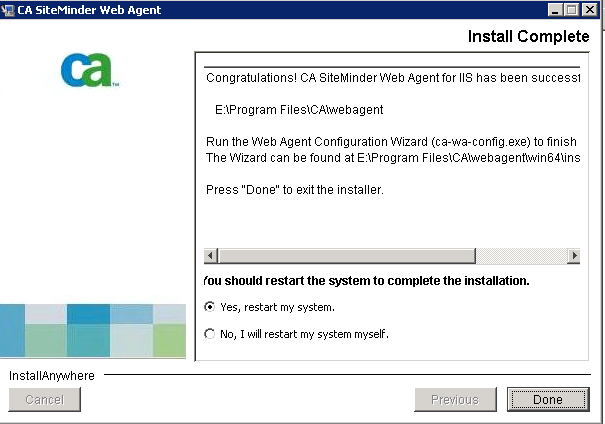 CA SiteMinder Web Agent
Install Complete
ca
Congratulations! CA SiteMinder Web Agent for IIS has been
E:\Program Files\CA\webagent
Run the Web Agent Configuration Wizard (ca-wa-config.exe) to finish
The Wizard can be found at E:\Program Files\CA\webagent\win64\ins
Press "Done" to exit the installer.
You should restart the system to complete the installation.
Yes, restart my system.
No, I will restart my system myself.
InstallAnywhere
Cancel
Previous
Done